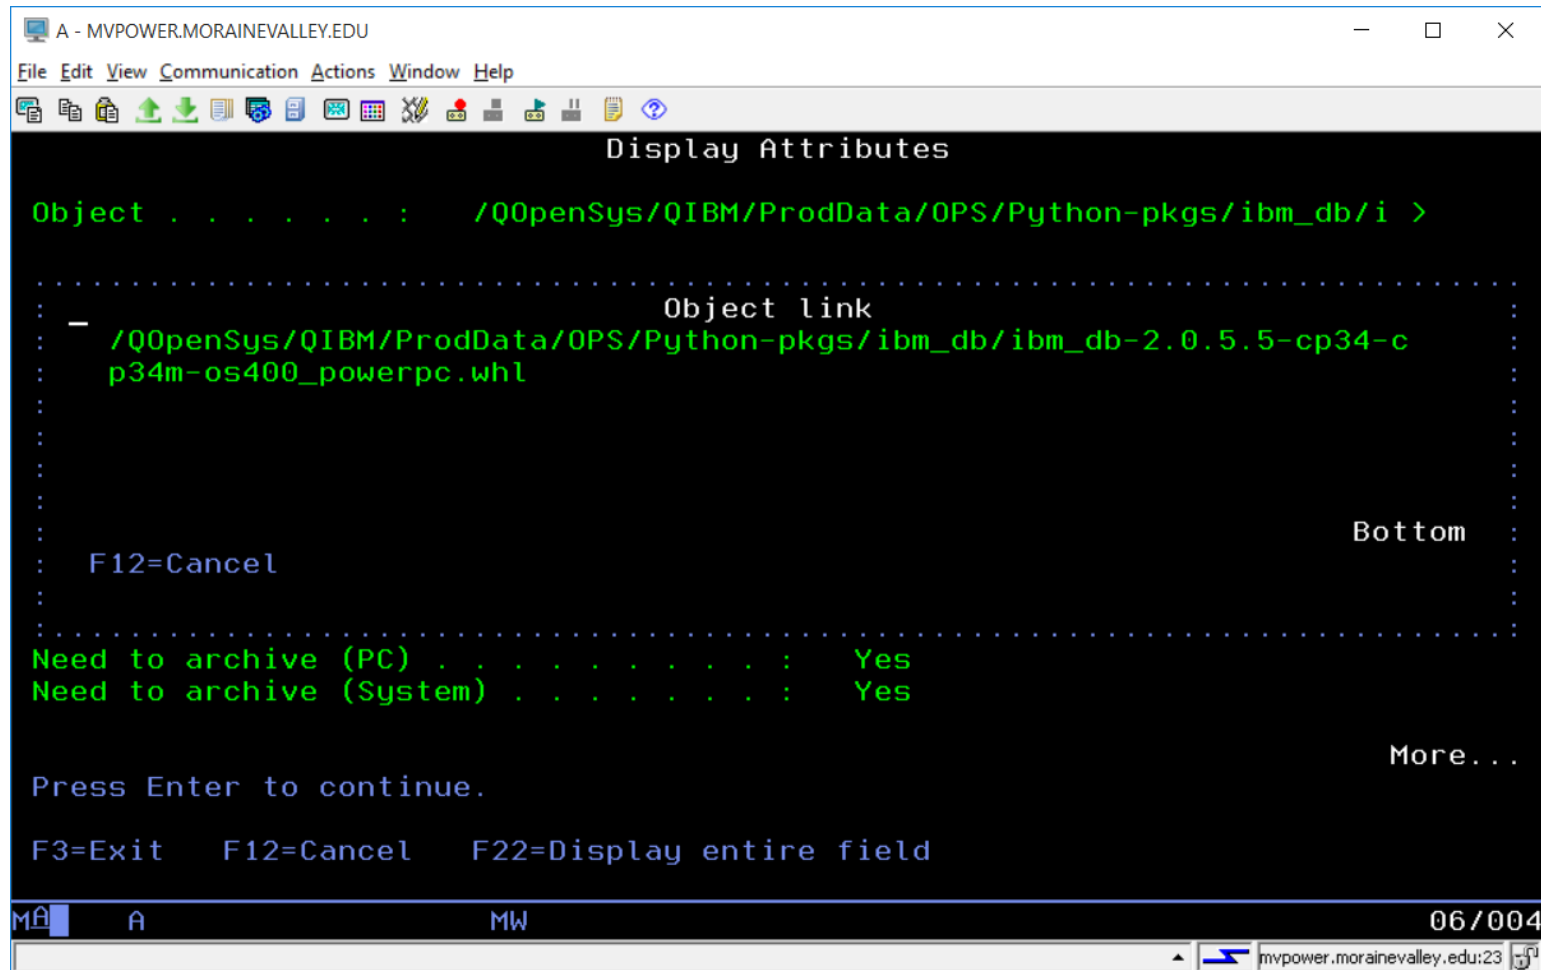 A - MVPOWER.MORAINEVALLEY.EDU
File Edit View Communication Actions Window Help
Display Attributes
Object . . . . . . : /QOpenSys/QIBM/ProdData/OPS/Python-pkgs/ibm_db/i >
Object link
/QOpenSys/QIBM/ProdData/OPS/Python-pkgs/ibm_db/ibm_db-2.0.5.5-cp34-c
p34m-os400_powerpc.whl
Bottom
F12=Cancel
Need to archive (PC) . . . . . . . . . : Yes
Need to archive (System) . . . . . . . : Yes
More...
Press Enter to continue.
F3=Exit F12=Cancel F22=Display entire field
MA A MW 06/004
mvpower.morainevalley.edu:23